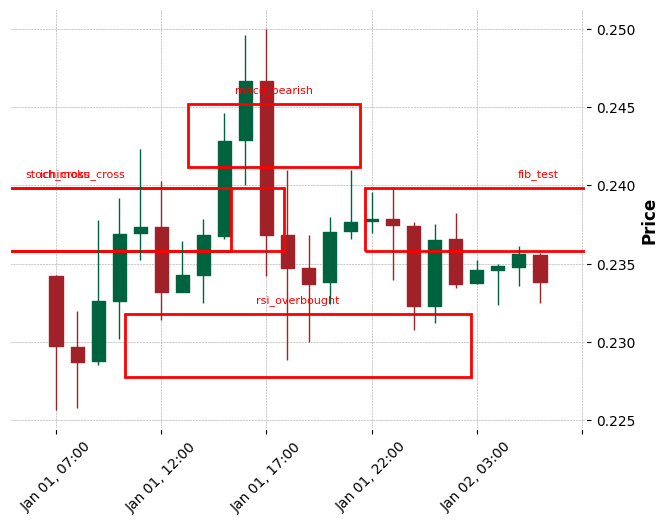 0.250
macd_bearish
0.245
stoch_cross
ichimoku_cross
fib_test
0.240
Price
0.235
rsi_overbought
0.230
0.225
Jan 01, 07:00
Jan 01, 12:00
Jan 01, 17:00
Jan 01, 22:00
Jan 02, 03:00